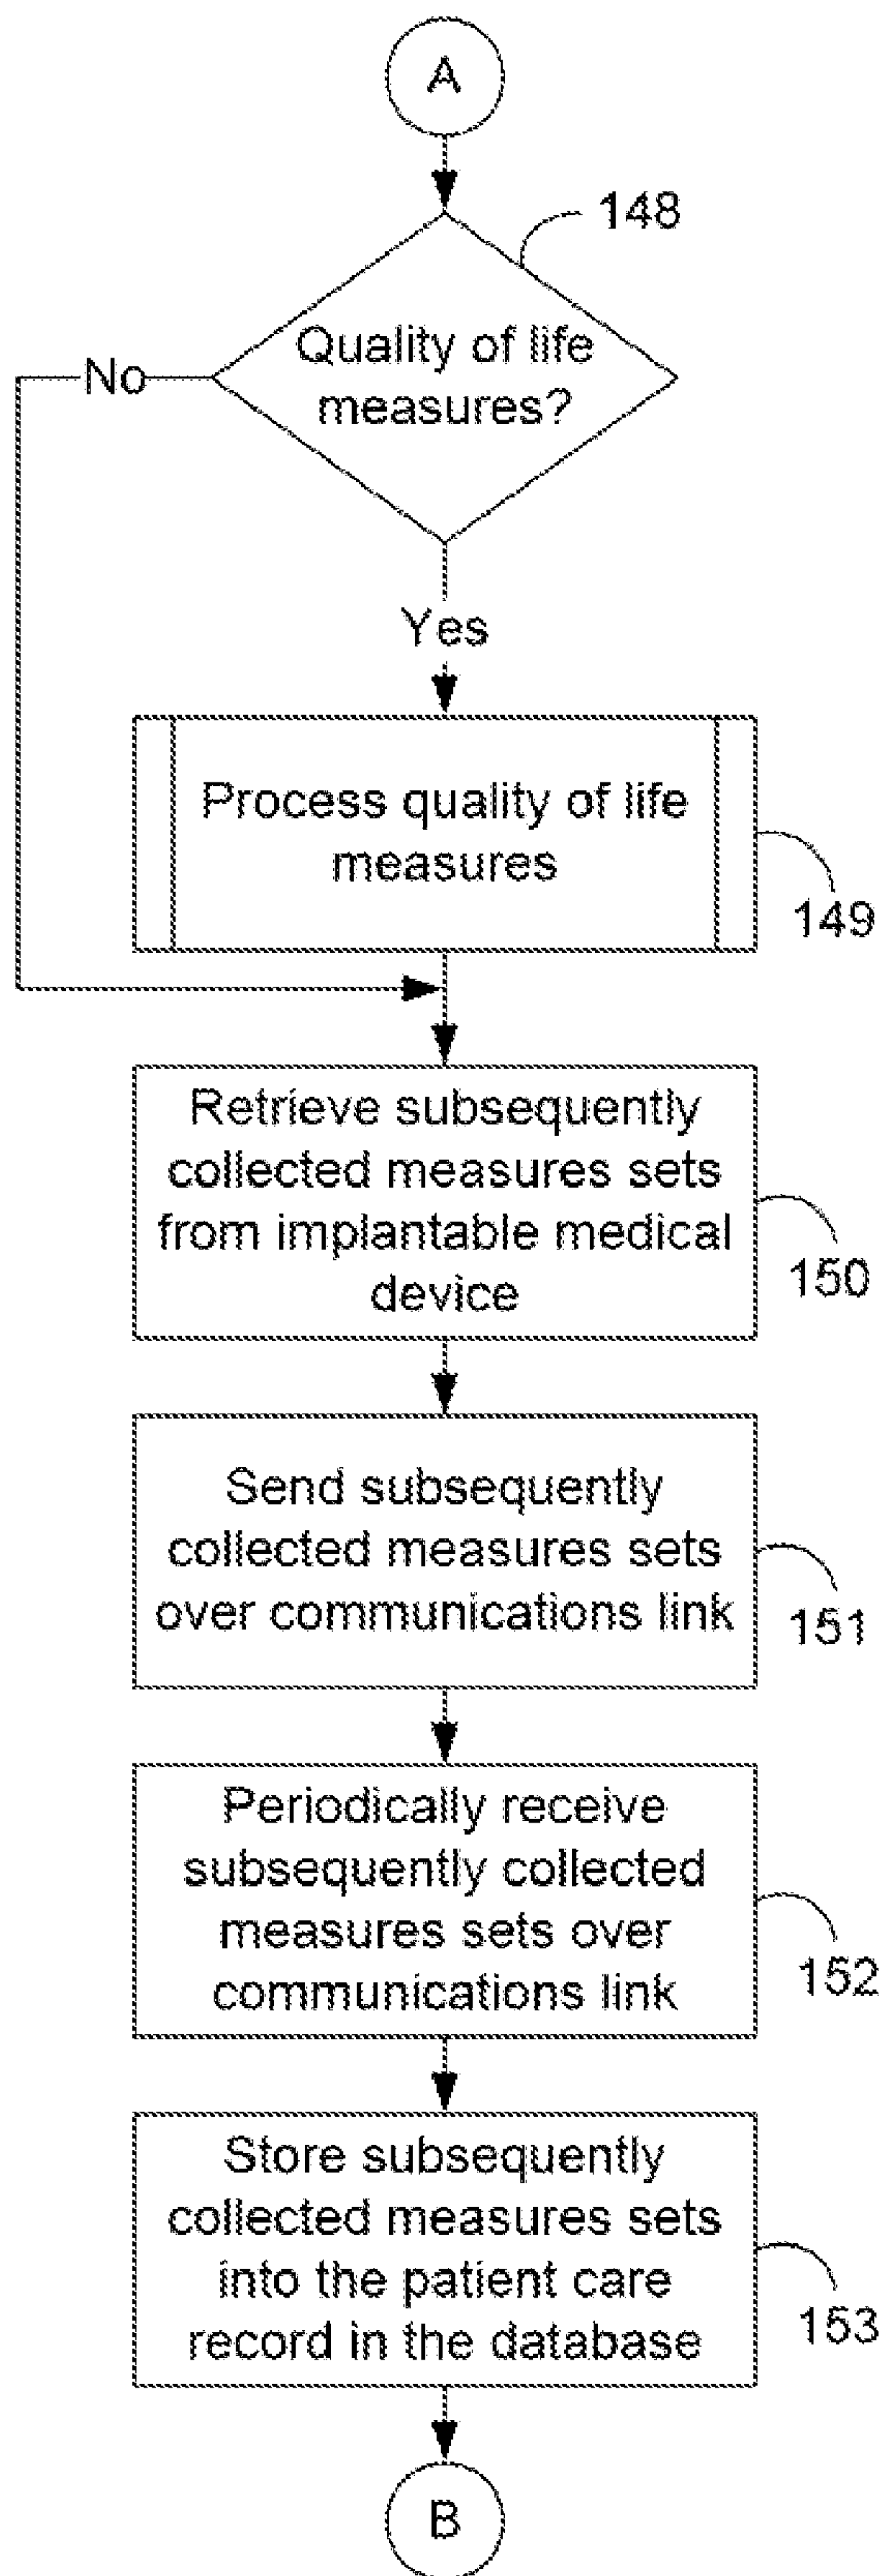 A
148
Quality of life
measures?
No
Yes
Process quality of life
measures
149
Retrieve subsequently
collected measures sets
from implantable medical
device
150
Send subsequently
collected measures sets
over communications link
151
Periodically receive
subsequently collected
measures sets over
communications link
152
Store subsequently
collected measures sets
into the patient care
record in the database
153
B